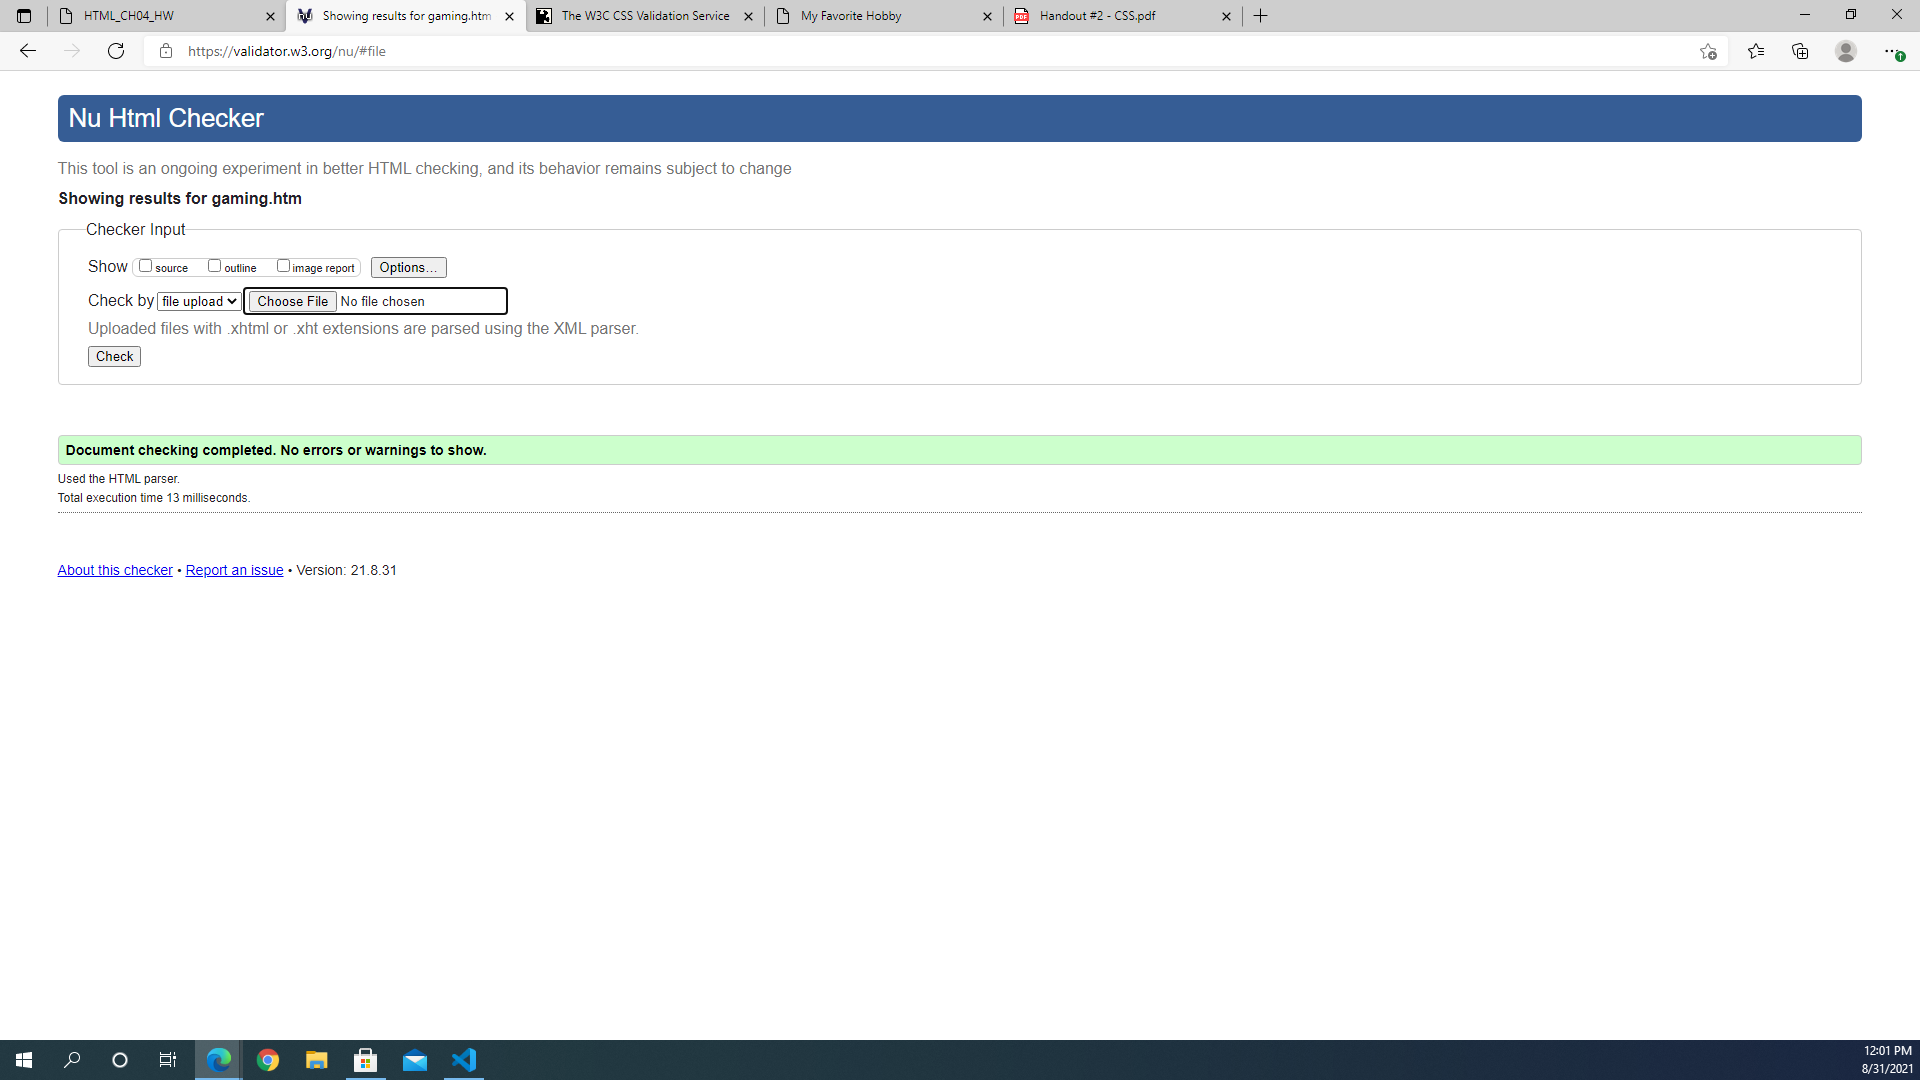 HTML_CH04_HW
Showing results for gaming.htm
The W3C CSS Validation Service
My Favorite Hobby
PDF
Handout #2 - CSS.pdf
https://validator.w3.org/nu/#file
Nu Html Checker
This tool is an ongoing experiment in better HTML checking, and its behavior remains subject to change
Showing results for gaming.htm
Checker Input
Show source outline image report Options...
Check by file upload Choose File No file chosen
Uploaded files with .xhtml or .xht extensions are parsed using the XML parser.
Check
Document checking completed. No errors or warnings to show.
Used the HTML parser.
Total execution time 13 milliseconds.
About this checker • Report an issue • Version: 21.8.31
12:01 PM
8/31/2021